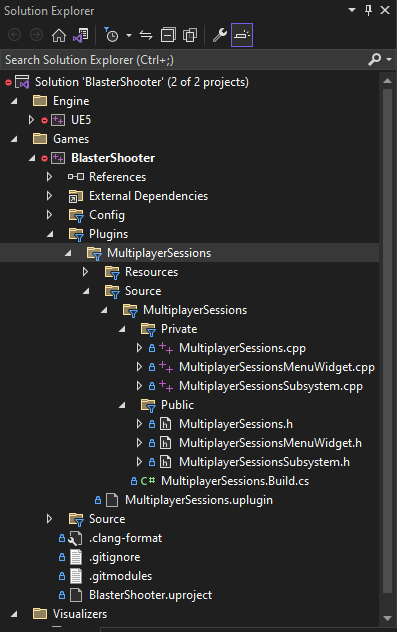 Solution Explorer
Search Solution Explorer (Ctrl+;)
Solution 'BlasterShooter' (2 of 2 projects)
Engine
UE5
Games
BlasterShooter
References
External Dependencies
Config
Plugins
MultiplayerSessions
Resources
Source
MultiplayerSessions
Private
MultiplayerSessions.cpp
MultiplayerSessionsMenuWidget.cpp
MultiplayerSessionsSubsystem.cpp
Public
h MultiplayerSessions.h
h MultiplayerSessionsMenuWidget.h
h MultiplayerSessionsSubsystem.h
C# MultiplayerSessions.Build.cs
MultiplayerSessions.uplugin
Source
.clang-format
.gitignore
.gitmodules
BlasterShooter.uproject
Visualizers